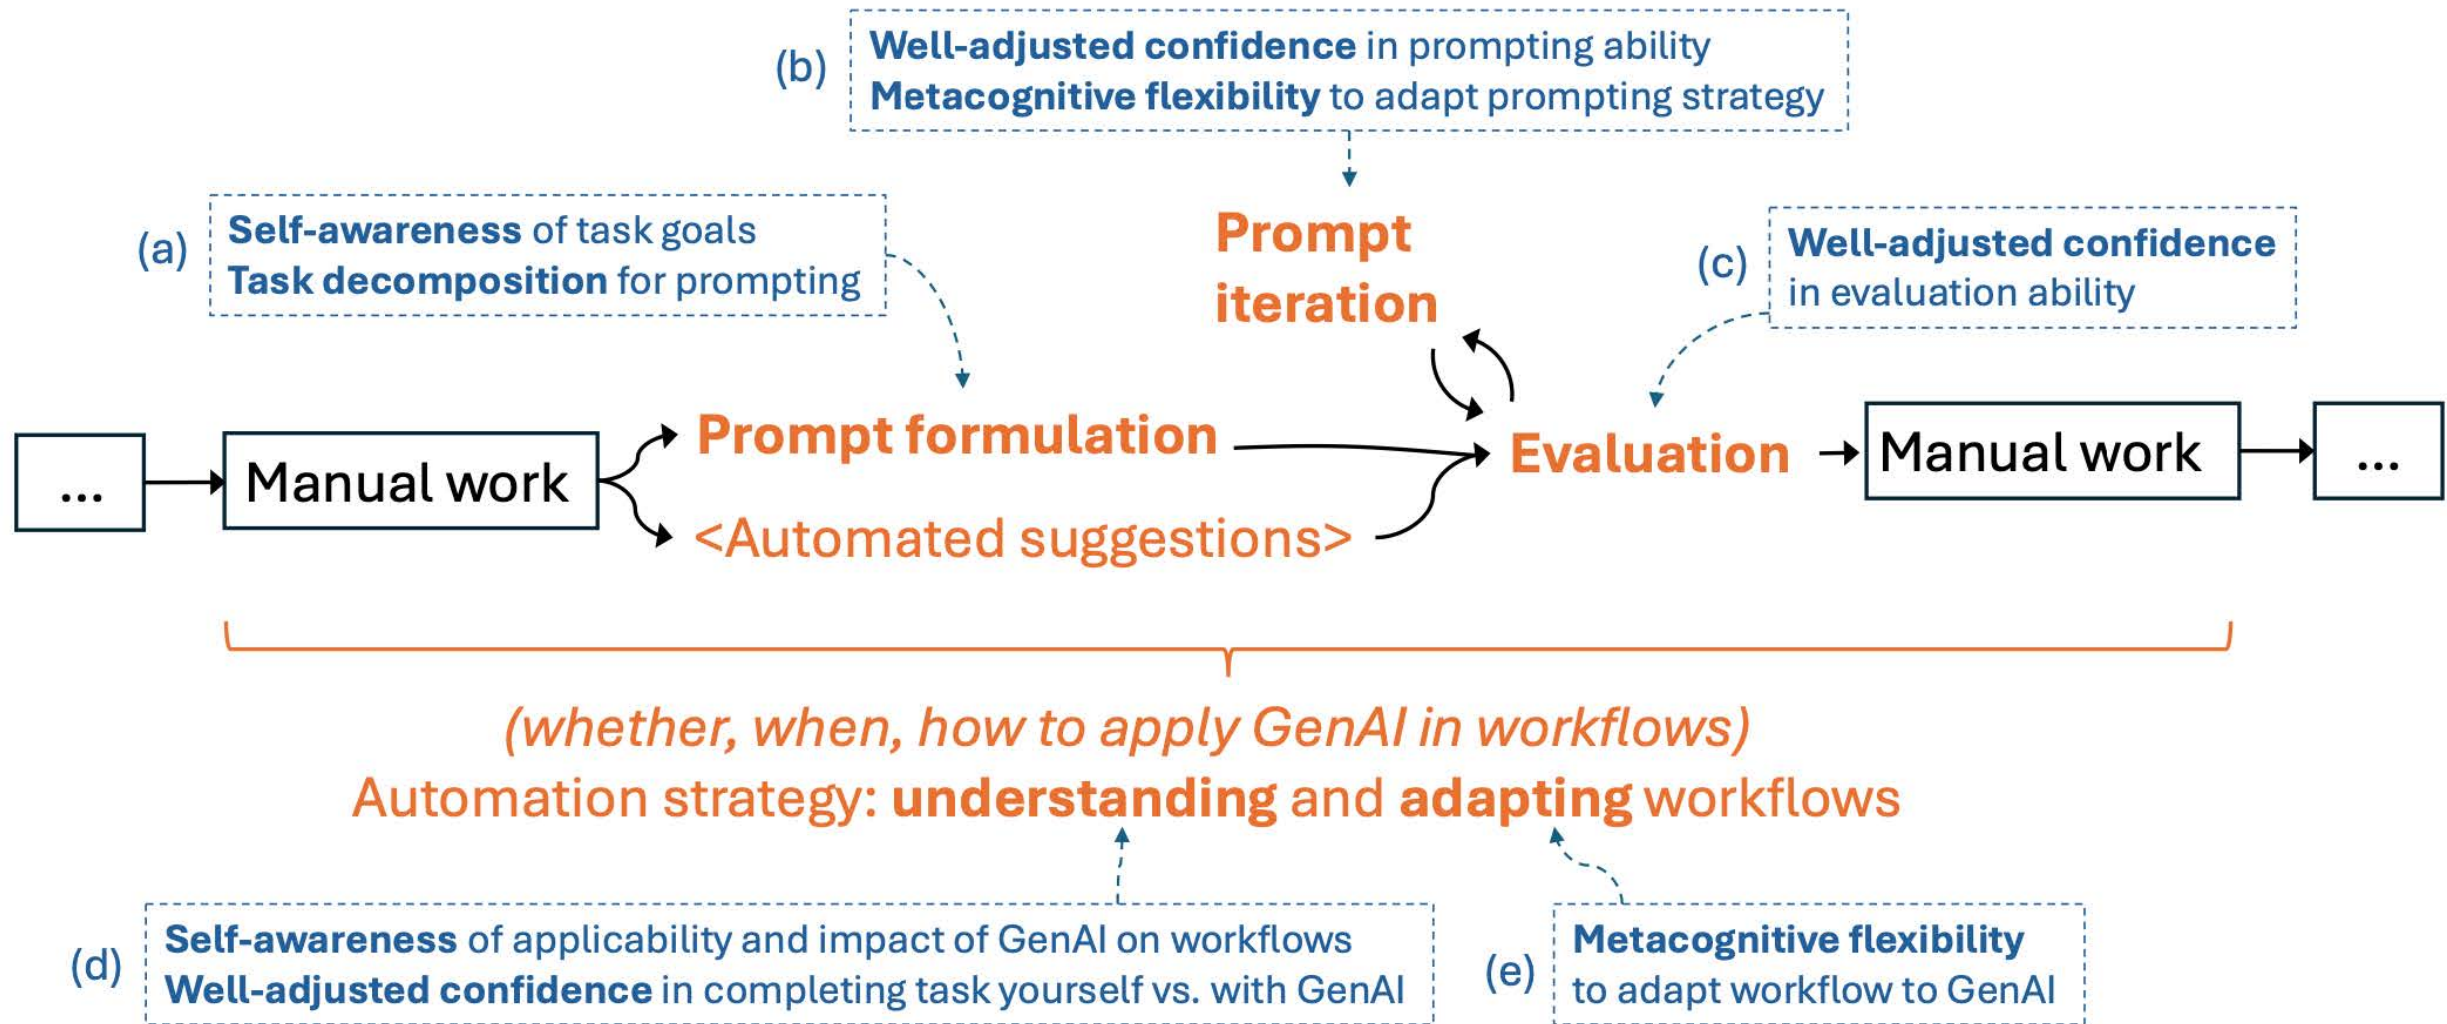 (b)
Well-adjusted confidence in prompting ability
Metacognitive flexibility to adapt prompting strategy
(a)
Self-awareness of task goals
Task decomposition for prompting
Prompt
iteration
(c)
Well-adjusted confidence
in evaluation ability
...
Manual work
Prompt formulation
<Automated suggestions>
Evaluation
Manual work
...
(whether, when, how to apply GenAI in workflows)
Automation strategy: understanding and adapting workflows
(d)
Self-awareness of applicability and impact of GenAI on workflows
Well-adjusted confidence in completing task yourself vs. with GenAI
(e)
Metacognitive flexibility
to adapt workflow to GenAI